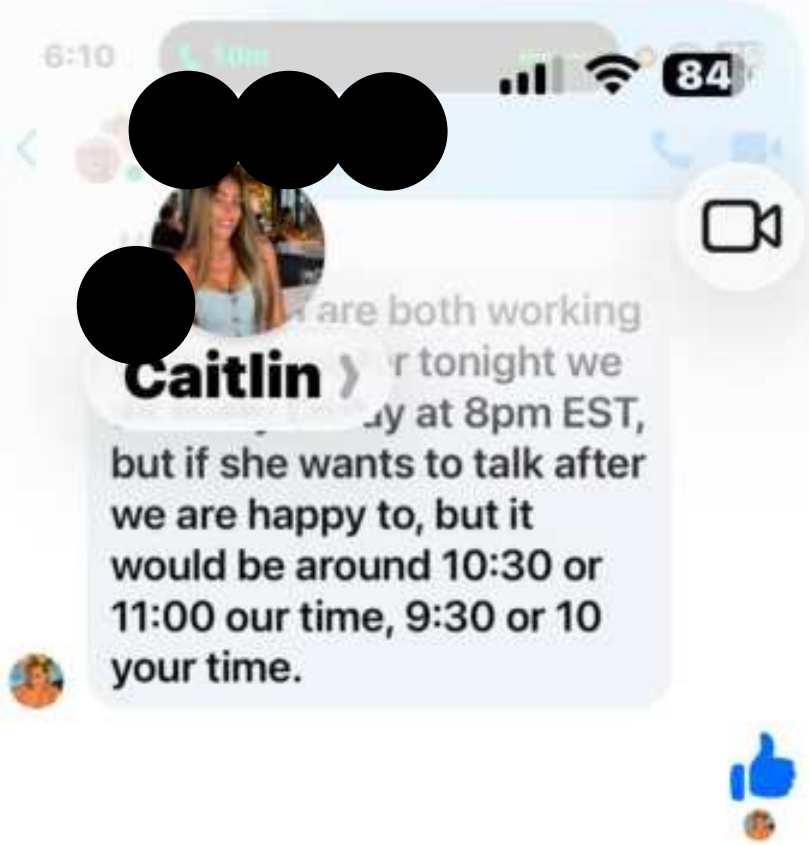 6:10
10m
84
are both working
Caitlin
r tonight we
ay at 8pm EST,
but if she wants to talk after
we are happy to, but it
would be around 10:30 or
11:00 our time, 9:30 or 10
your time.